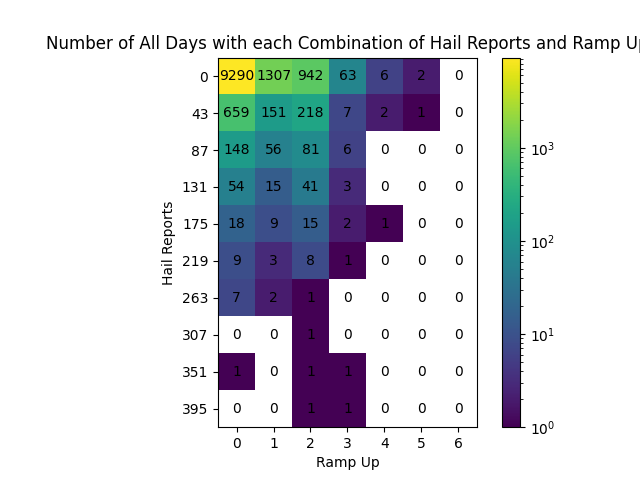 Number of All Days with each Combination of Hail Reports and Ramp Up
0 9290 1307 942 63 6 2 0
43 659 151 218 7 2 1 0
87 148 56 81 6 0 0 0
131 54 15 41 3 0 0 0
175 18 9 15 2 1 0 0
219 9 3 8 1 0 0 0
263 7 2 1 0 0 0 0
307 0 0 1 0 0 0 0
351 1 0 1 1 0 0 0
395 0 0 1 1 0 0 0
0 1 2 3 4 5 6
Ramp Up
Hail Reports
10³
10²
10¹
10⁰